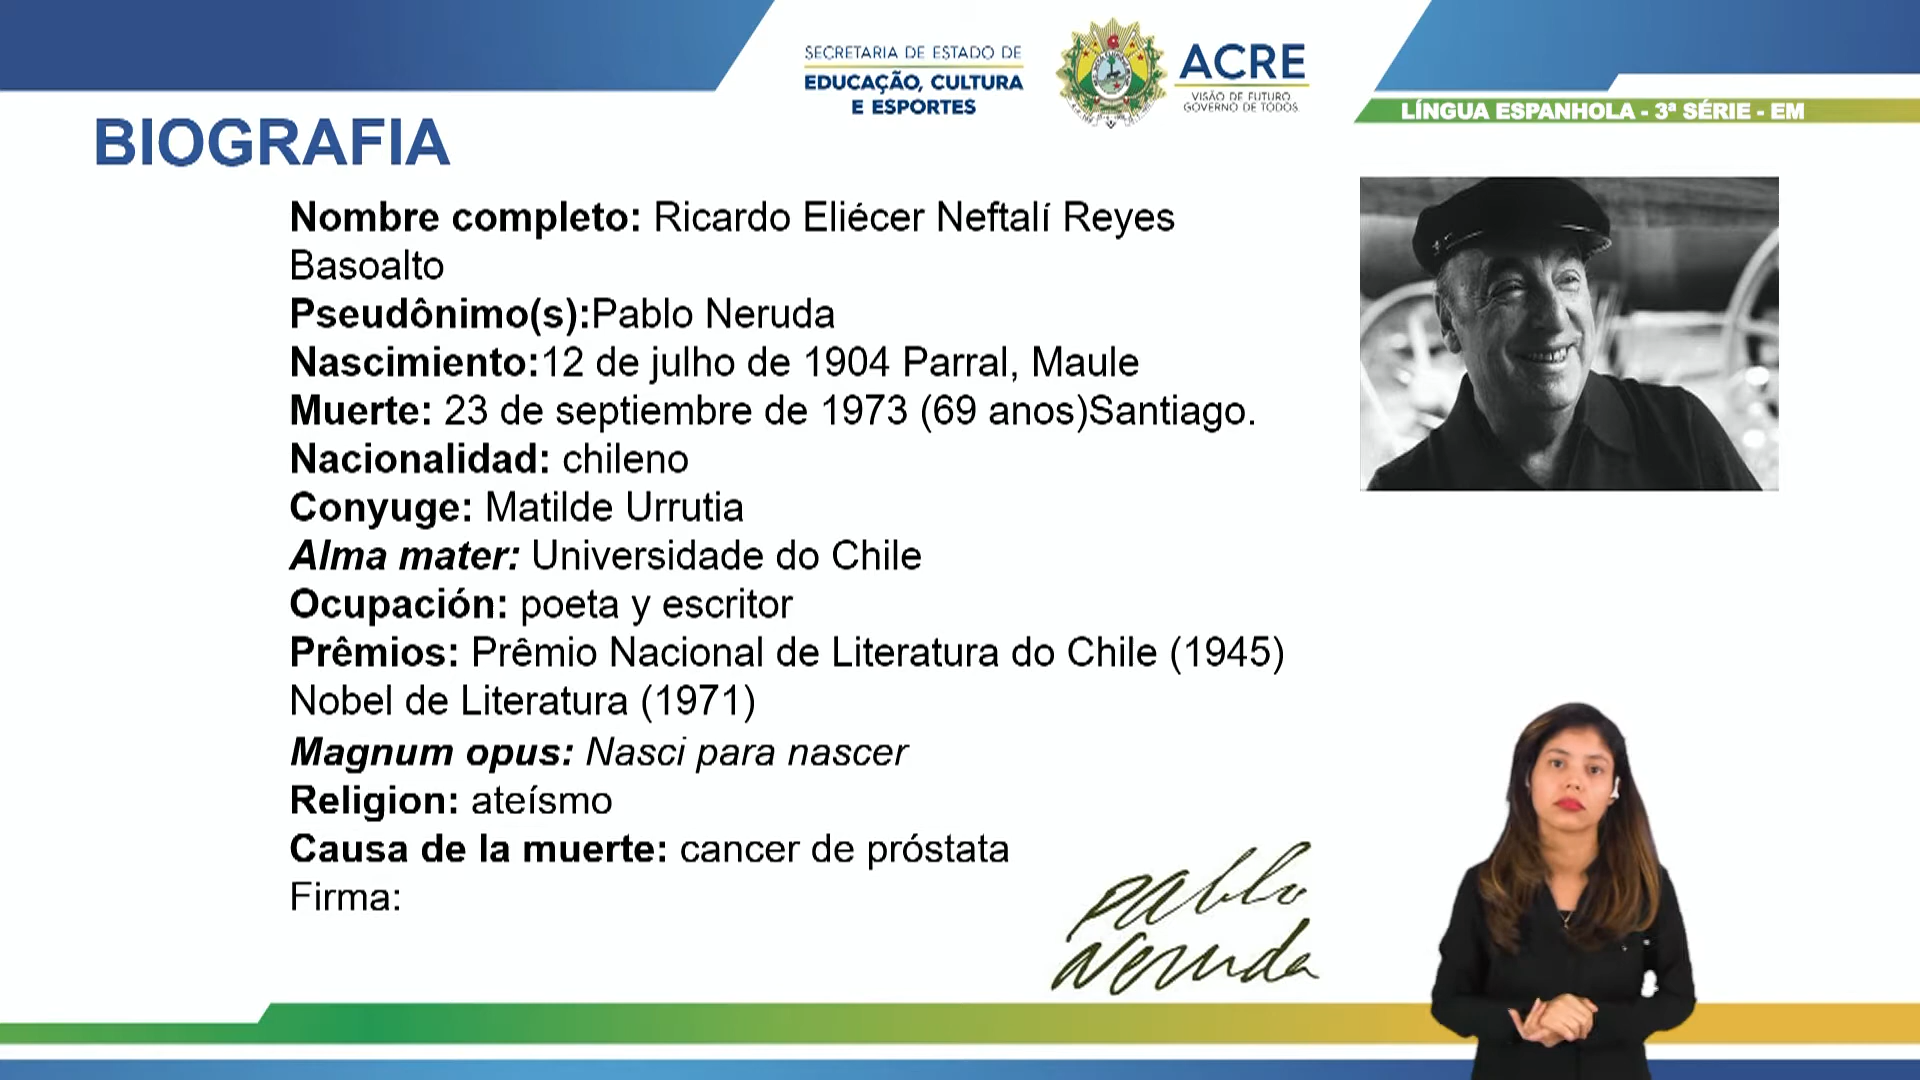 SECRETARIA DE ESTADO DE
EDUCAÇÃO, CULTURA
E ESPORTES
ACRE
VISÃO DE FUTURO
GOVERNO DE TODOS
LÍNGUA ESPANHOLA - 3ª SÉRIE - EM
BIOGRAFIA
Nombre completo: Ricardo Eliécer Neftalí Reyes
Basoalto
Pseudônimo(s):Pablo Neruda
Nascimiento:12 de julho de 1904 Parral, Maule
Muerte: 23 de septiembre de 1973 (69 anos)Santiago.
Nacionalidad: chileno
Conyuge: Matilde Urrutia
Alma mater: Universidade do Chile
Ocupación: poeta y escritor
Prêmios: Prêmio Nacional de Literatura do Chile (1945)
Nobel de Literatura (1971)
Magnum opus: Nasci para nascer
Religion: ateísmo
Causa de la muerte: cancer de próstata
Firma:
Pablo
Neruda